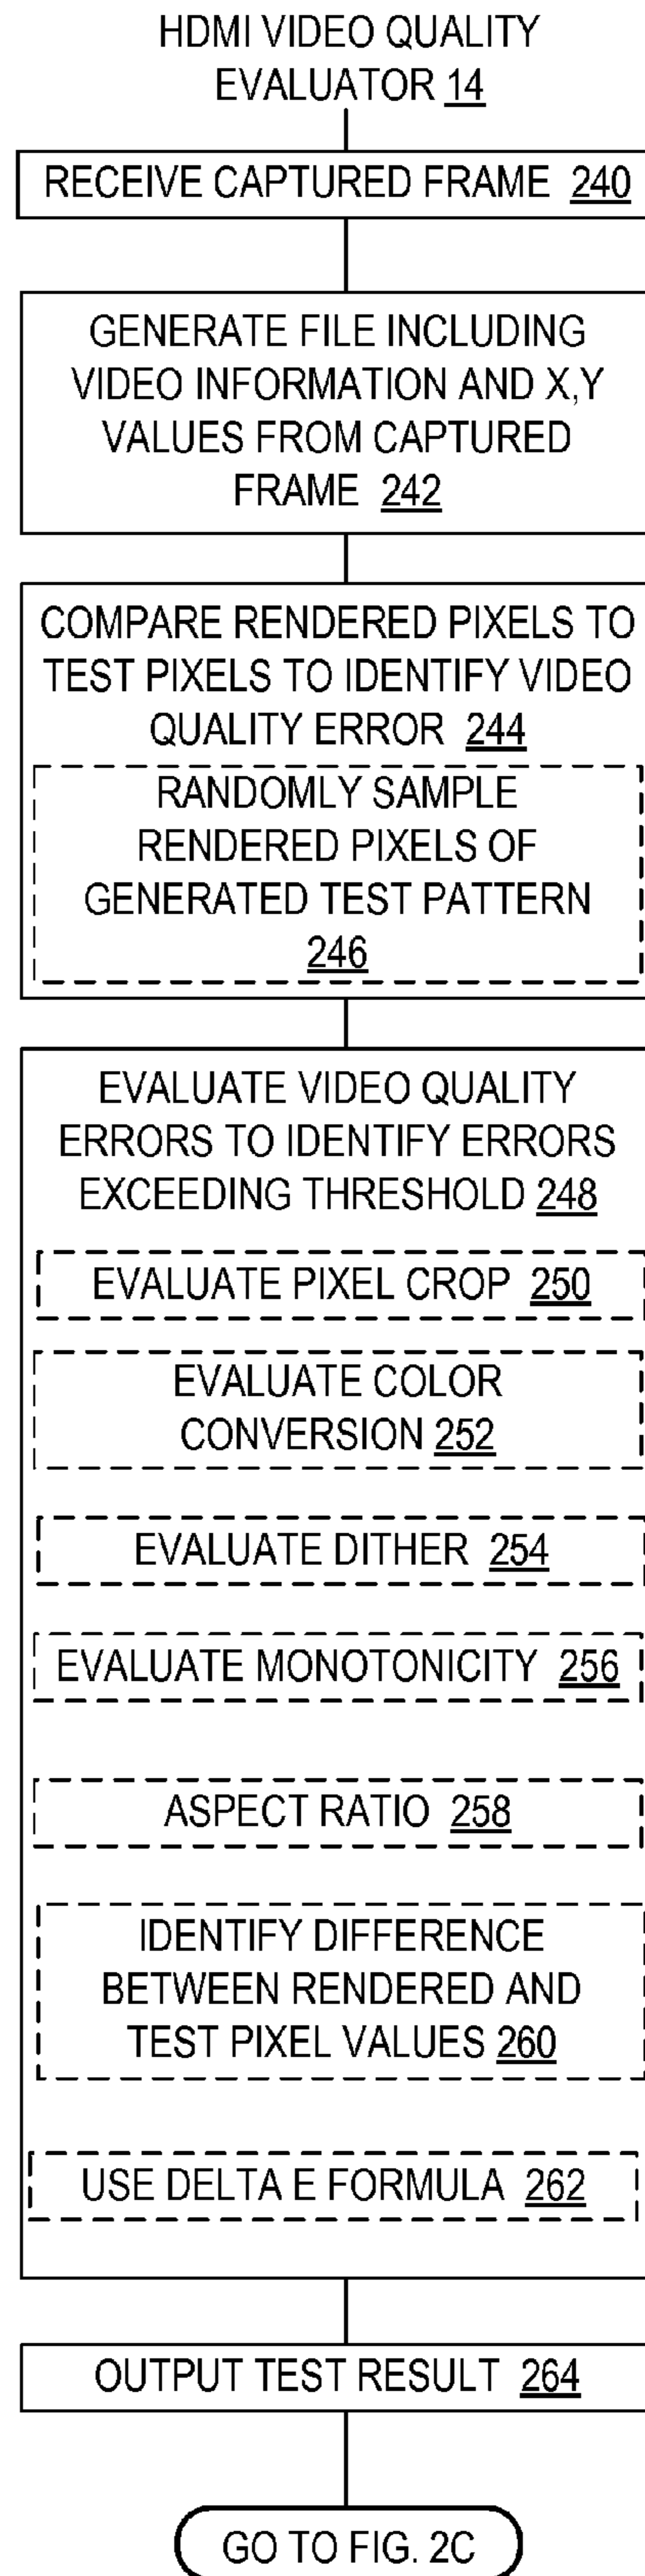 HDMI VIDEO QUALITY
EVALUATOR 14
RECEIVE CAPTURED FRAME 240
GENERATE FILE INCLUDING
VIDEO INFORMATION AND X,Y
VALUES FROM CAPTURED
FRAME 242
COMPARE RENDERED PIXELS TO
TEST PIXELS TO IDENTIFY VIDEO
QUALITY ERROR 244
RANDOMLY SAMPLE
RENDERED PIXELS OF
GENERATED TEST PATTERN
246
EVALUATE VIDEO QUALITY
ERRORS TO IDENTIFY ERRORS
EXCEEDING THRESHOLD 248
EVALUATE PIXEL CROP 250
EVALUATE COLOR
CONVERSION 252
EVALUATE DITHER 254
EVALUATE MONOTONICITY 256
ASPECT RATIO 258
IDENTIFY DIFFERENCE
BETWEEN RENDERED AND
TEST PIXEL VALUES 260
USE DELTA E FORMULA 262
OUTPUT TEST RESULT 264
GO TO FIG. 2C